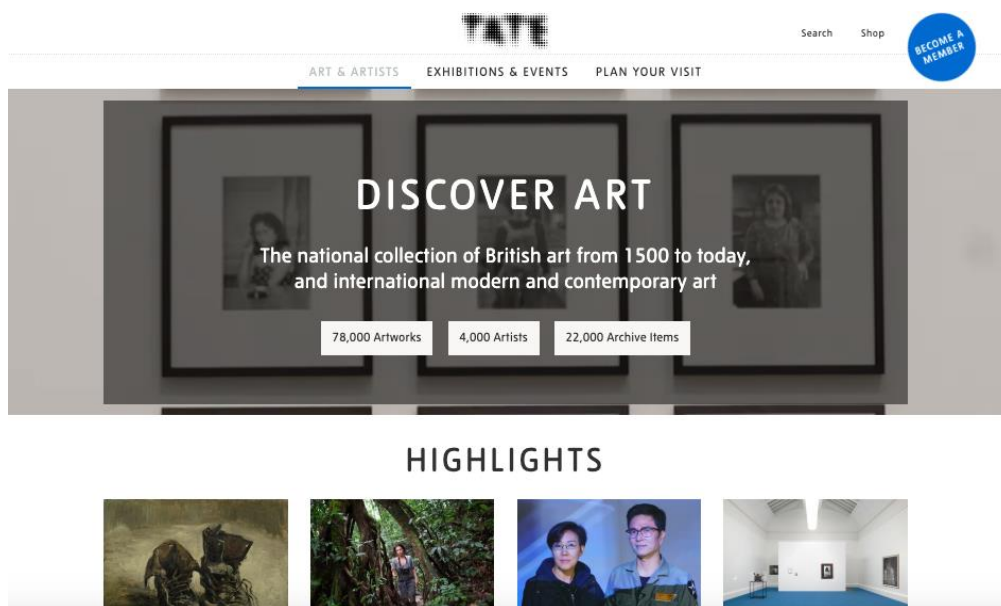 TATE
Search
Shop
BECOME A
MEMBER
ART & ARTISTS
EXHIBITIONS & EVENTS
PLAN YOUR VISIT
DISCOVER ART
The national collection of British art from 1500 to today,
and international modern and contemporary art
78,000 Artworks
4,000 Artists
22,000 Archive Items
HIGHLIGHTS